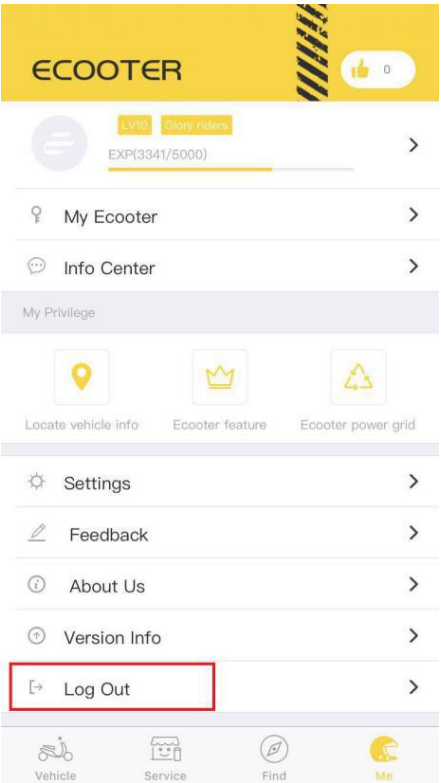 ECOOTER
0
LV10 Glory riders
EXP(3341/5000)
My Ecooter
Info Center
My Privilege
Locate vehicle info Ecooter feature Ecooter power grid
Settings
Feedback
About Us
Version Info
Log Out
Vehicle Service Find Me